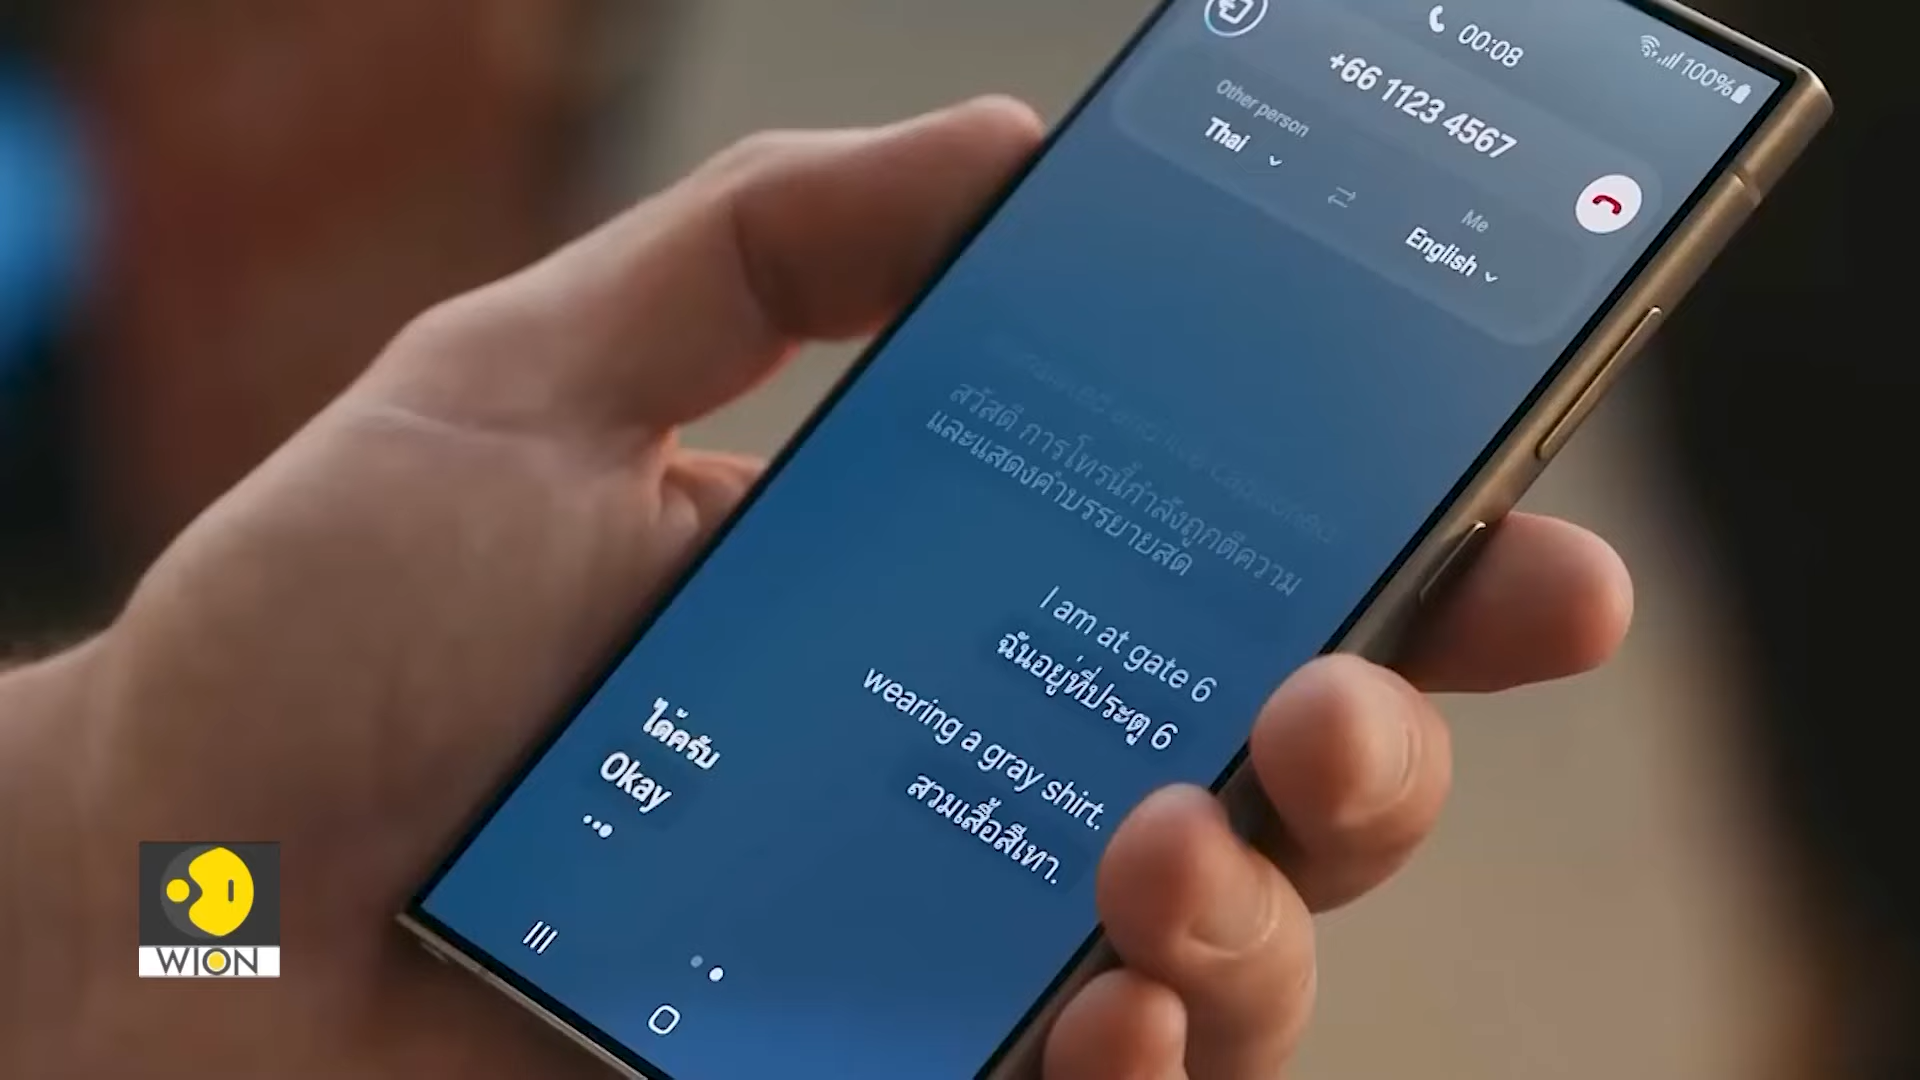 00:08
100%
+66 1123 4567
Other person
Thai
Me
English
สวัสดี การโทรนี้กำลังถูกตีความ
และแสดงคำบรรยายสด
I am at gate 6
ฉันอยู่ที่ประตู 6
wearing a gray shirt.
สวมเสื้อสีเทา.
ได้ครับ
Okay
WION